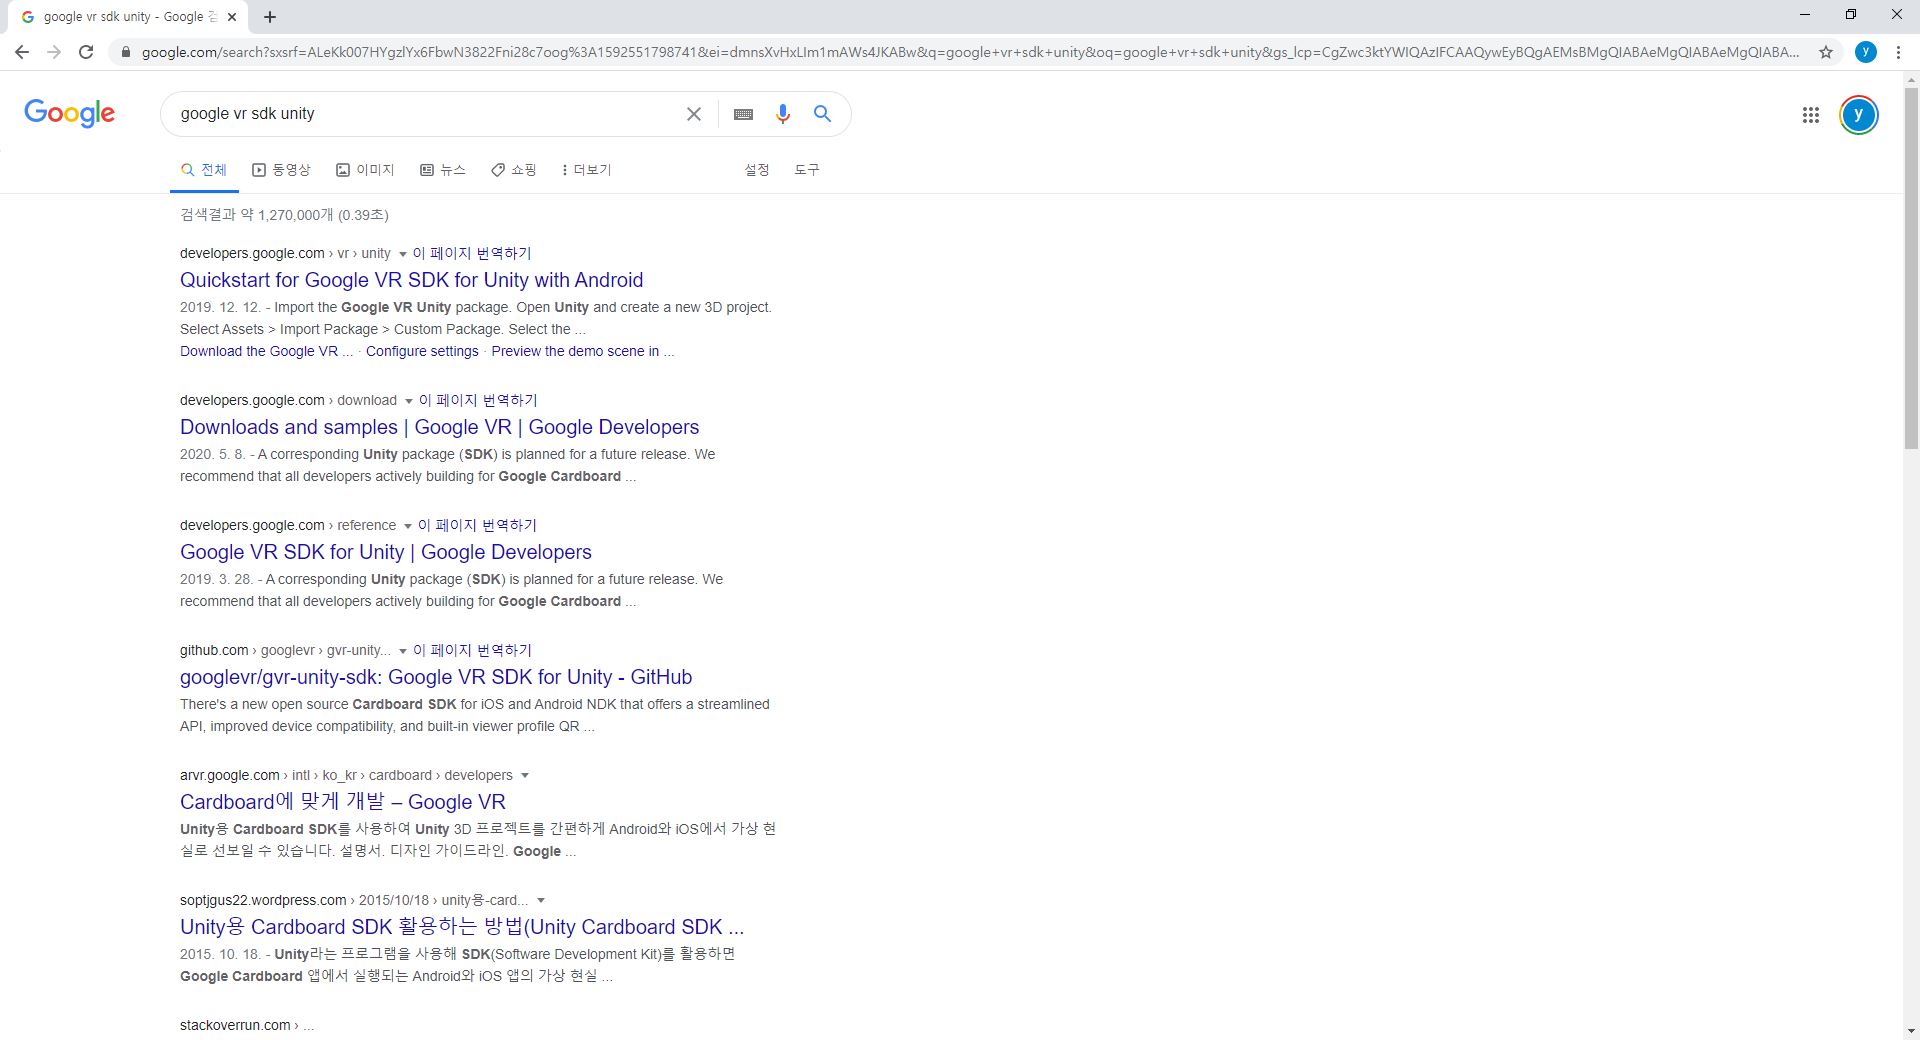 google vr sdk unity - Google 검
google.com/search?sxsrf=ALeKk007HYgzlYx6FbwN3822Fni28c7oog%3A1592551798741&ei=dmnsXvHxLIm1mAWs4JKABw&q=google+vr+sdk+unity&oq=google+vr+sdk+unity&gs_lcp=CgZwc3ktYWIQAzIFCAAQywEyBQgAEMsBMgQIABAeMgQIABAeMgQIABA...
y
Google
google vr sdk unity
y
전체 동영상 이미지 뉴스 쇼핑 더보기 설정 도구
검색결과 약 1,270,000개 (0.39초)
developers.google.com › vr › unity 이 페이지 번역하기
Quickstart for Google VR SDK for Unity with Android
2019. 12. 12. - Import the Google VR Unity package. Open Unity and create a new 3D project.
Select Assets > Import Package > Custom Package. Select the ...
Download the Google VR ... · Configure settings · Preview the demo scene in ...
developers.google.com › download 이 페이지 번역하기
Downloads and samples | Google VR | Google Developers
2020. 5. 8. - A corresponding Unity package (SDK) is planned for a future release. We
recommend that all developers actively building for Google Cardboard ...
developers.google.com › reference 이 페이지 번역하기
Google VR SDK for Unity | Google Developers
2019. 3. 28. - A corresponding Unity package (SDK) is planned for a future release. We
recommend that all developers actively building for Google Cardboard ...
github.com › googlevr › gvr-unity... 이 페이지 번역하기
googlevr/gvr-unity-sdk: Google VR SDK for Unity - GitHub
There's a new open source Cardboard SDK for iOS and Android NDK that offers a streamlined
API, improved device compatibility, and built-in viewer profile QR ...
arvr.google.com › intl › ko_kr › cardboard › developers
Cardboard에 맞게 개발 – Google VR
Unity용 Cardboard SDK를 사용하여 Unity 3D 프로젝트를 간편하게 Android와 iOS에서 가상 현
실로 선보일 수 있습니다. 설명서. 디자인 가이드라인. Google ...
soptjgus22.wordpress.com › 2015/10/18 › unity용-card...
Unity용 Cardboard SDK 활용하는 방법(Unity Cardboard SDK ...
2015. 10. 18. - Unity라는 프로그램을 사용해 SDK(Software Development Kit)를 활용하면
Google Cardboard 앱에서 실행되는 Android와 iOS 앱의 가상 현실 ...
stackoverrun.com › ...